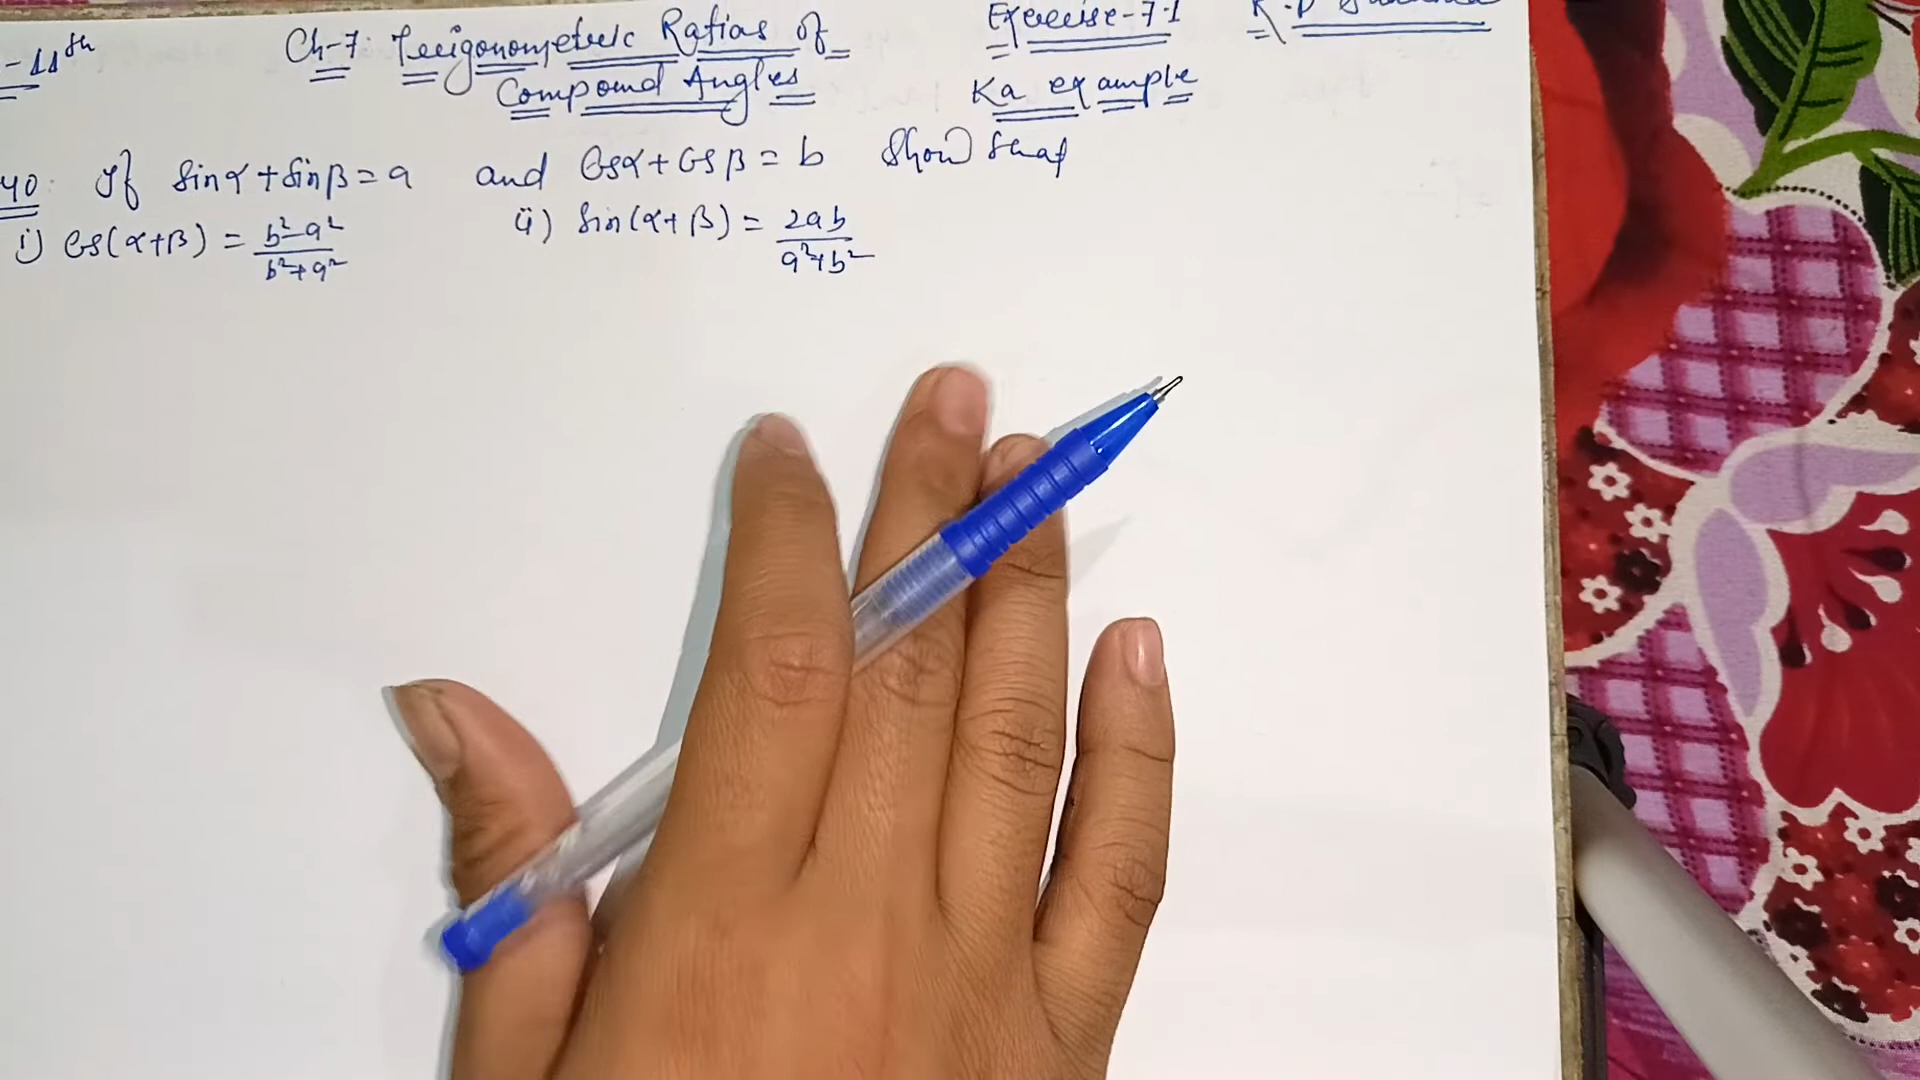 -11th
Ch-7: Trigonometric Ratios of
Compound Angles
Exercise-7.1
Ka example
40: If sinα+sinβ=a and Cosα+Cosβ=b Show that
i) Cos(α+β) = b²-a²/b²+a²
ii) sin(α+β) = 2ab/a²+b²